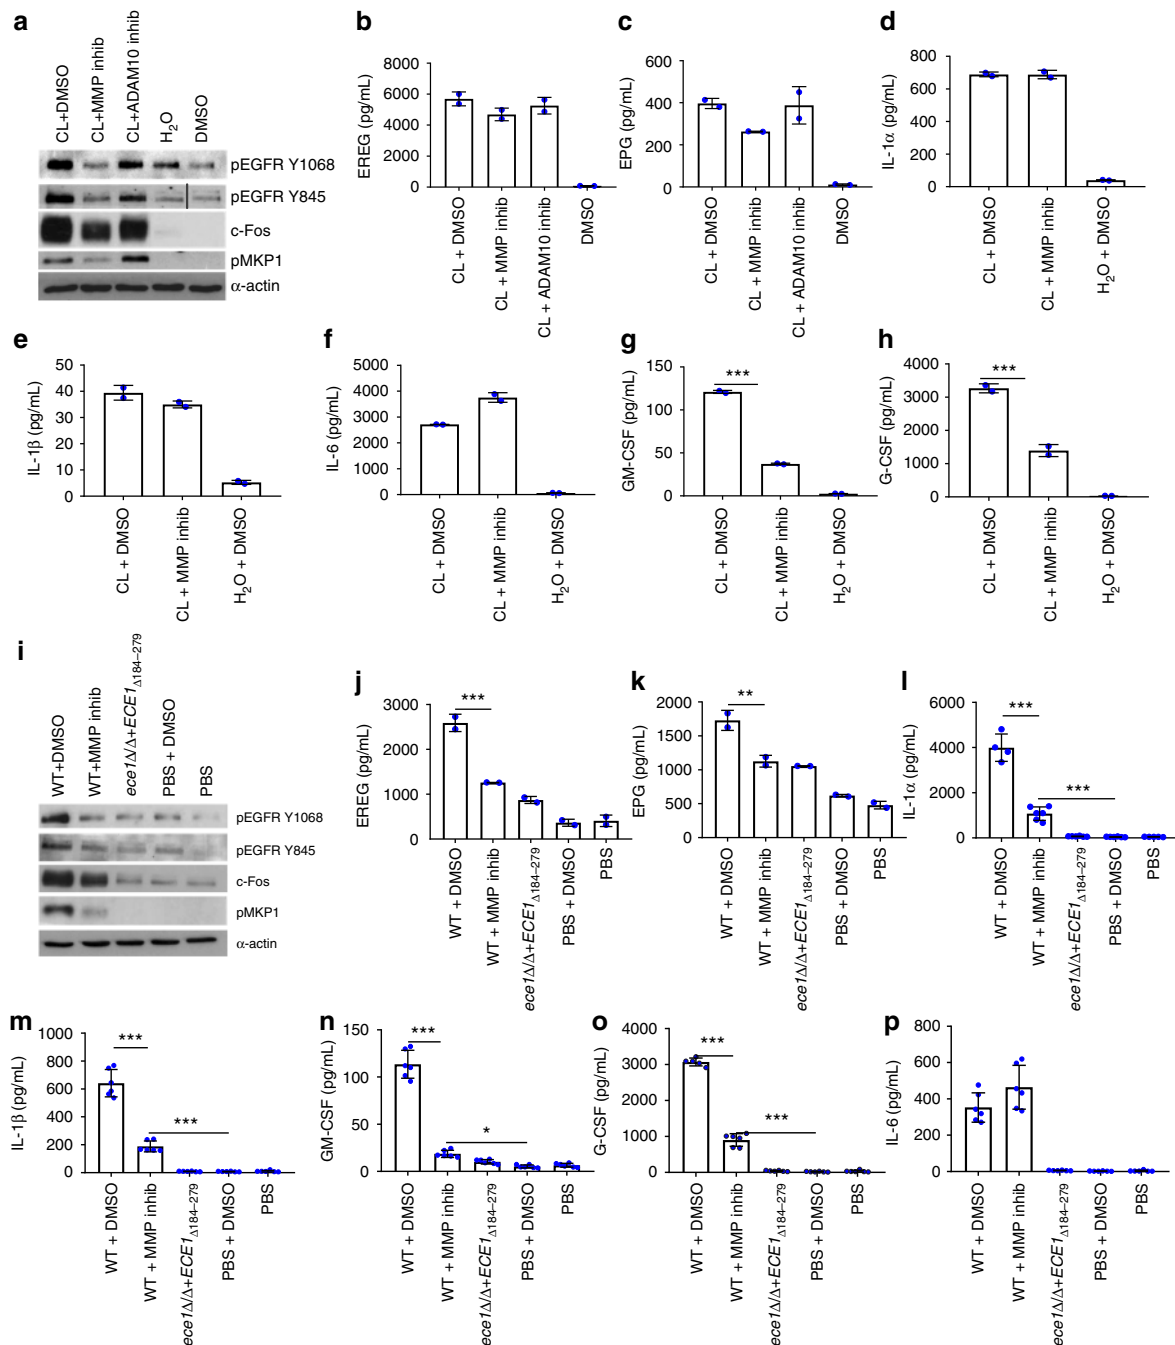 a
CL+DMSO
CL+MMP inhib
CL+ADAM10 inhib
H2O
DMSO
pEGFR Y1068
pEGFR Y845
c-Fos
pMKP1
α-actin
b
EREG (pg/mL)
8000
6000
4000
2000
0
CL + DMSO
CL + MMP inhib
CL + ADAM10 inhib
DMSO
c
EPG (pg/mL)
600
400
200
0
CL + DMSO
CL + MMP inhib
CL + ADAM10 inhib
DMSO
d
IL-1α (pg/mL)
800
600
400
200
0
CL + DMSO
CL + MMP inhib
H2O + DMSO
e
IL-1β (pg/mL)
50
40
30
20
10
0
CL + DMSO
CL + MMP inhib
H2O + DMSO
f
IL-6 (pg/mL)
5000
4000
3000
2000
1000
0
CL + DMSO
CL + MMP inhib
H2O + DMSO
g
GM-CSF (pg/mL)
150
100
50
0
***
CL + DMSO
CL + MMP inhib
H2O + DMSO
h
G-CSF (pg/mL)
4000
3000
2000
1000
0
***
CL + DMSO
CL + MMP inhib
H2O + DMSO
i
WT+DMSO
WT+MMP inhib
ece1Δ/Δ+ECE1Δ184–279
PBS + DMSO
PBS
pEGFR Y1068
pEGFR Y845
c-Fos
pMKP1
α-actin
j
EREG (pg/mL)
3000
2000
1000
0
***
WT + DMSO
WT + MMP inhib
ece1Δ/Δ+ECE1Δ184–279
PBS + DMSO
PBS
k
EPG (pg/mL)
2000
1500
1000
500
0
**
WT + DMSO
WT + MMP inhib
ece1Δ/Δ+ECE1Δ184–279
PBS + DMSO
PBS
l
IL-1α (pg/mL)
6000
4000
2000
0
***
***
WT + DMSO
WT + MMP inhib
ece1Δ/Δ+ECE1Δ184–279
PBS + DMSO
PBS
m
IL-1β (pg/mL)
1000
800
600
400
200
0
***
***
WT + DMSO
WT + MMP inhib
ece1Δ/Δ+ECE1Δ184–279
PBS + DMSO
PBS
n
GM-CSF (pg/mL)
150
100
50
0
***
*
WT + DMSO
WT + MMP inhib
ece1Δ/Δ+ECE1Δ184–279
PBS + DMSO
PBS
o
G-CSF (pg/mL)
3000
2000
1000
0
***
***
WT + DMSO
WT + MMP inhib
ece1Δ/Δ+ECE1Δ184–279
PBS + DMSO
PBS
p
IL-6 (pg/mL)
800
600
400
200
0
WT + DMSO
WT + MMP inhib
ece1Δ/Δ+ECE1Δ184–279
PBS + DMSO
PBS